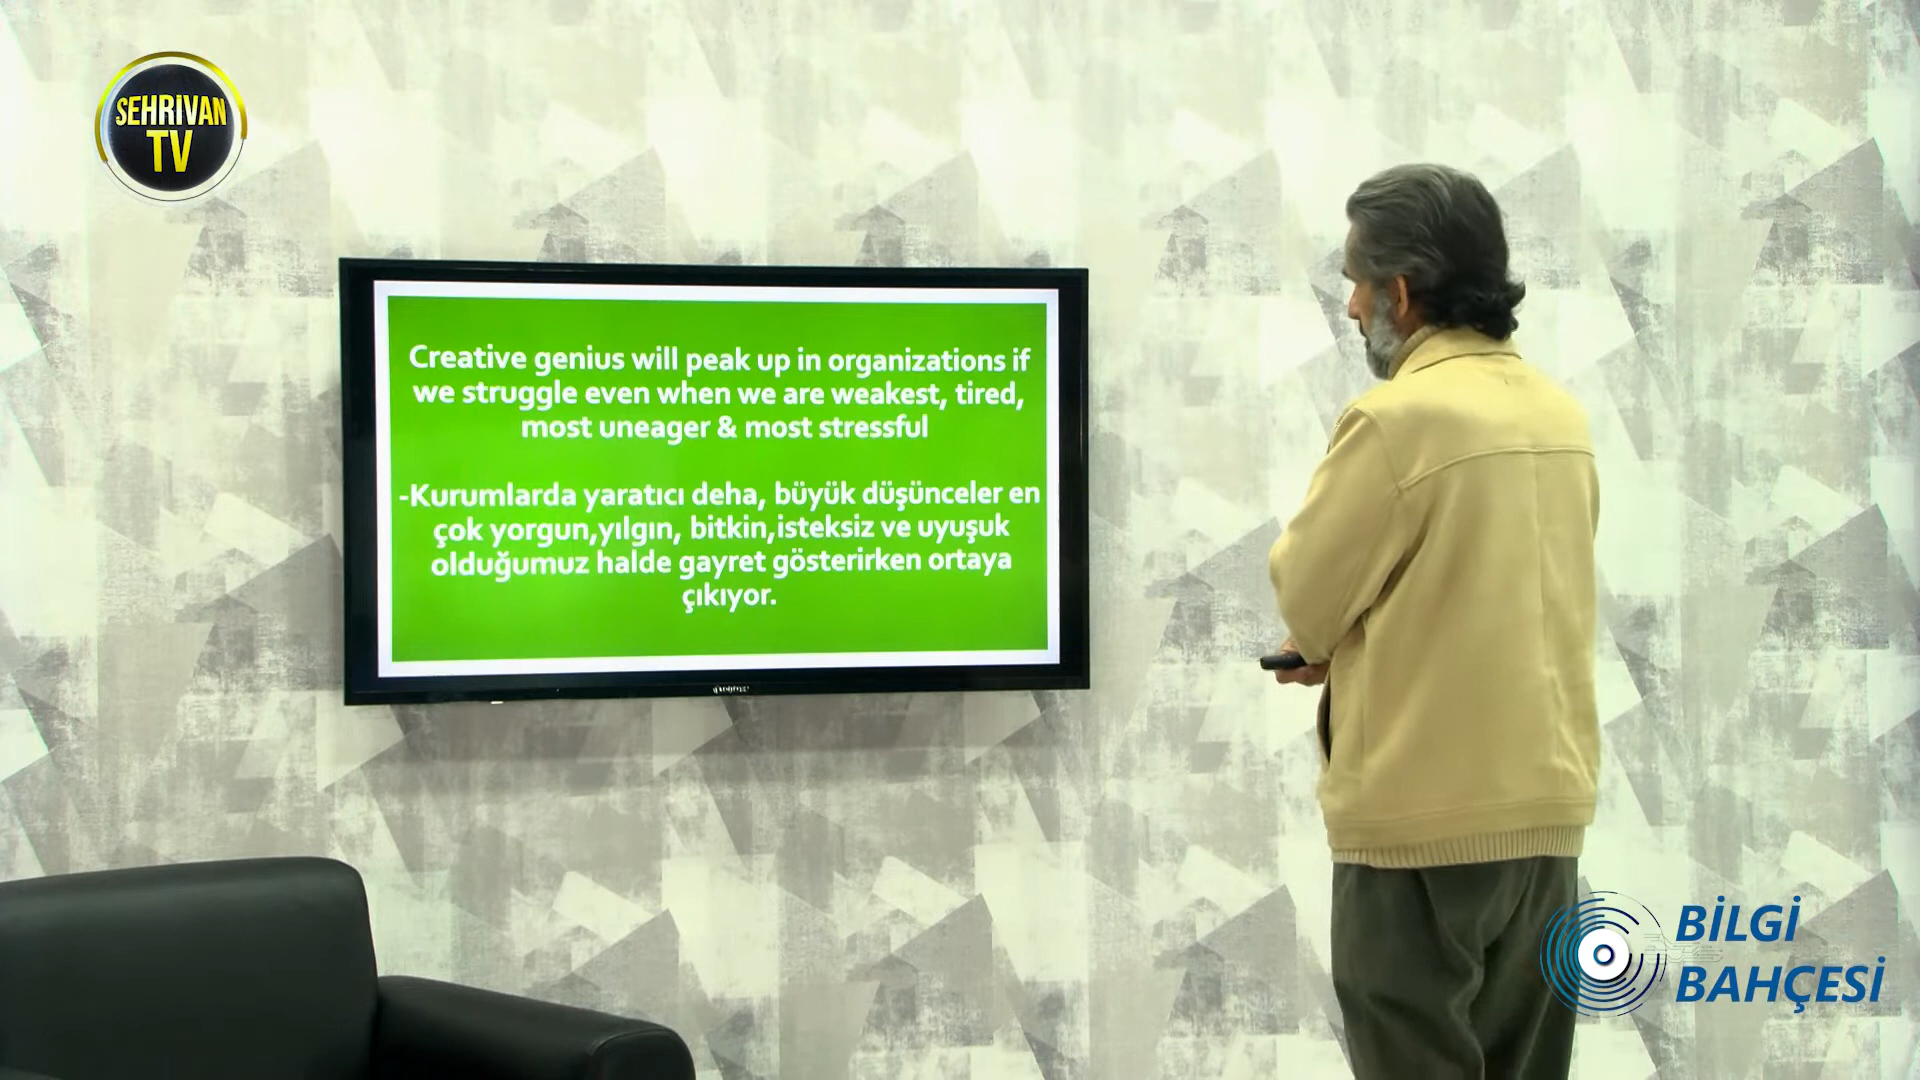 SEHRİVAN
TV
Creative genius will peak up in organizations if
we struggle even when we are weakest, tired,
most uneager & most stressful
-Kurumlarda yaratıcı deha, büyük düşünceler en
çok yorgun,yılgın, bitkin,isteksiz ve uyuşuk
olduğumuz halde gayret gösterirken ortaya
çıkıyor.
BİLGİ
BAHÇESİ